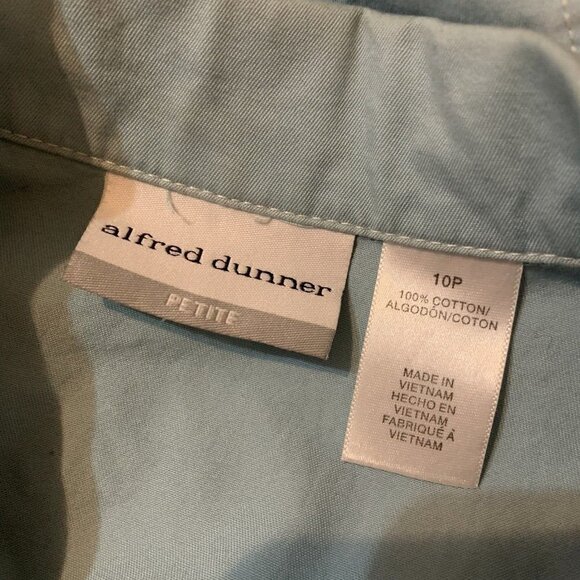 alfred dunner
PETITE
10P
100% COTTON/
ALGODÓN/COTON
MADE IN
VIETNAM
HECHO EN
VIETNAM
FABRIQUÉ À
VIETNAM